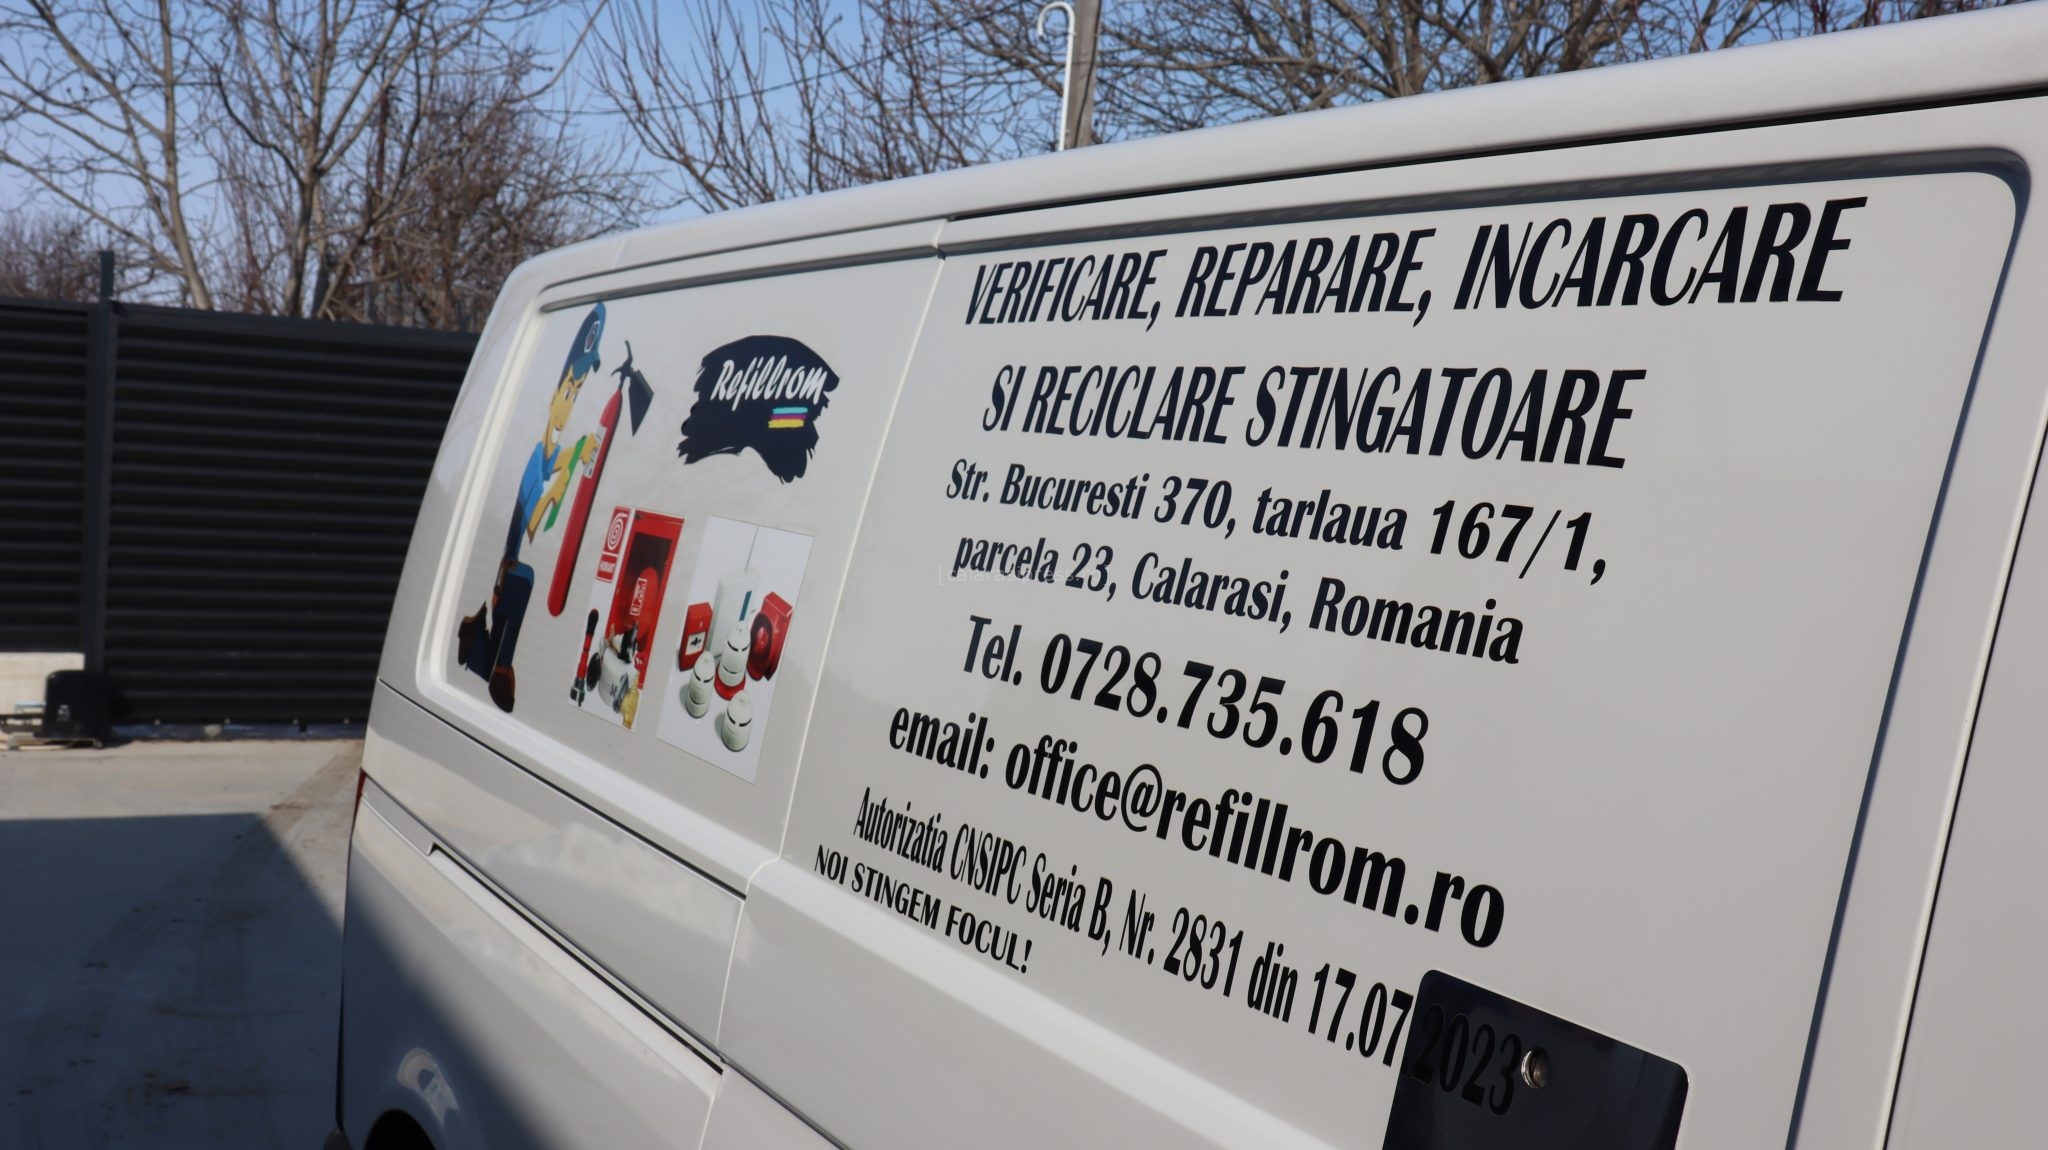 Refillrom
VERIFICARE, REPARARE, INCARCARE
SI RECICLARE STINGATOARE
Str. Bucuresti 370, tarlaua 167/1,
parcela 23, Calarasi, Romania
Tel. 0728.735.618
email: office@refillrom.ro
Autorizatia CNSIPC Seria B, Nr. 2831 din 17.07.2023
NOI STINGEM FOCUL!